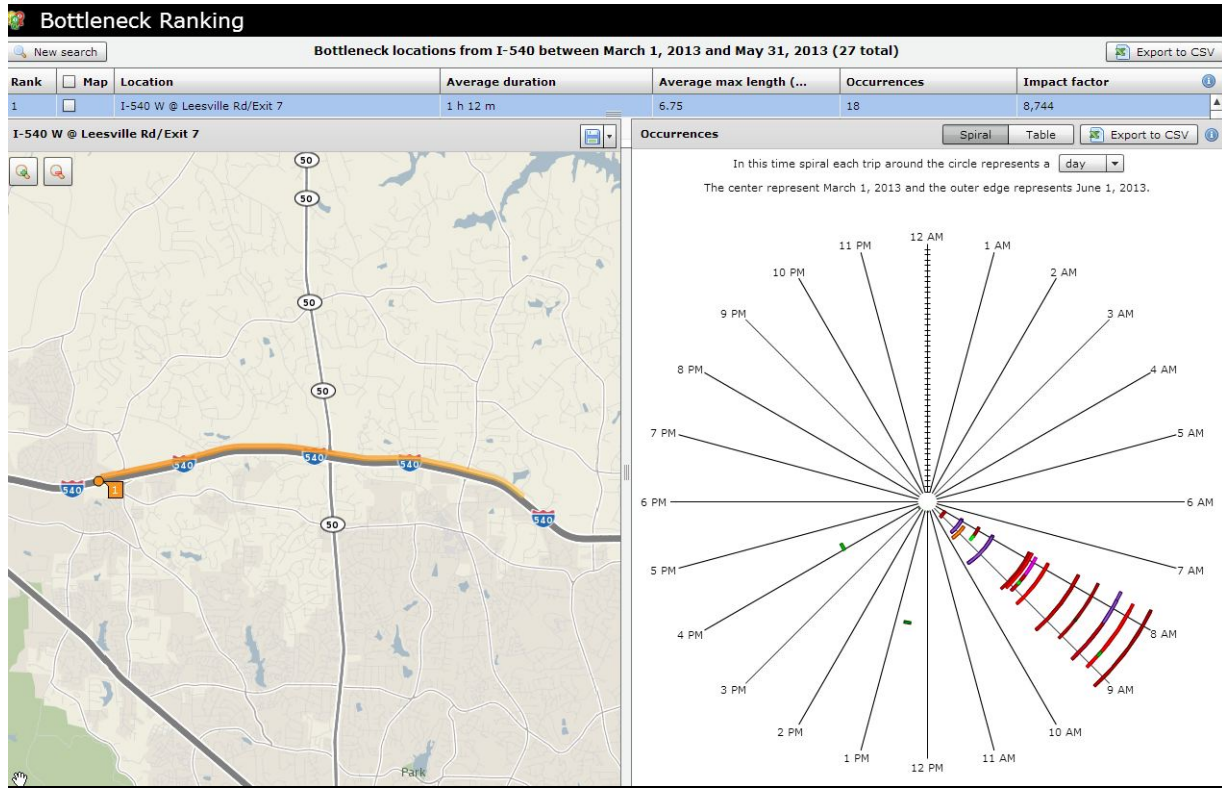 Bottleneck Ranking
New search
Bottleneck locations from I-540 between March 1, 2013 and May 31, 2013 (27 total)
Export to CSV
Rank Map Location Average duration Average max length (... Occurrences Impact factor
1 I-540 W @ Leesville Rd/Exit 7 1 h 12 m 6.75 18 8,744
I-540 W @ Leesville Rd/Exit 7
50
50
50
50
50
540
540
540
540
540
1
Park
Occurrences Spiral Table Export to CSV
In this time spiral each trip around the circle represents a day
The center represent March 1, 2013 and the outer edge represents June 1, 2013.
12 AM
1 AM
2 AM
3 AM
4 AM
5 AM
6 AM
7 AM
8 AM
9 AM
10 AM
11 AM
12 PM
1 PM
2 PM
3 PM
4 PM
5 PM
6 PM
7 PM
8 PM
9 PM
10 PM
11 PM